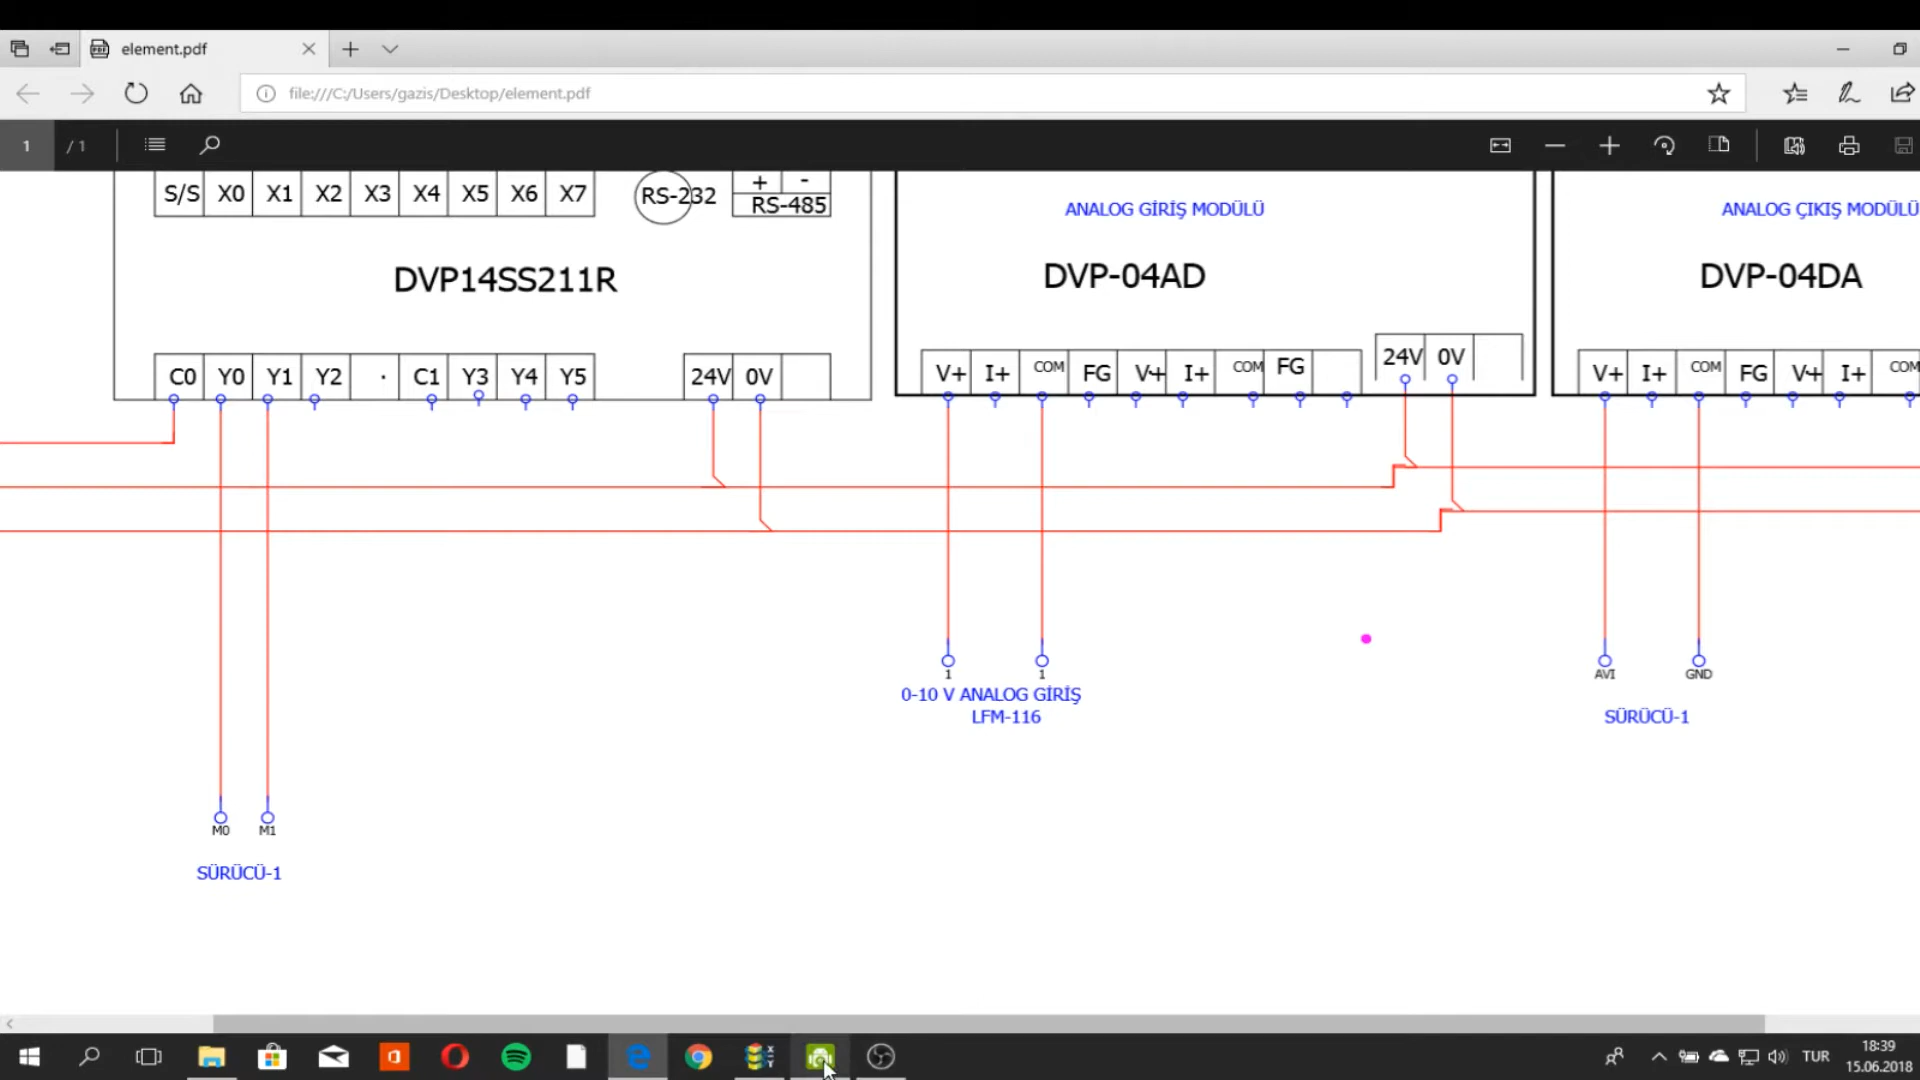 element.pdf
file:///C:/Users/gazis/Desktop/element.pdf
1 / 1
S/S X0 X1 X2 X3 X4 X5 X6 X7
RS-232
+ -
RS-485
DVP14SS211R
C0 Y0 Y1 Y2 . C1 Y3 Y4 Y5
24V 0V
ANALOG GİRİŞ MODÜLÜ
DVP-04AD
V+ I+ COM FG V+ I+ COM FG
24V 0V
ANALOG ÇIKIŞ MODÜLÜ
DVP-04DA
V+ I+ COM FG V+ I+ COM
1 1
0-10 V ANALOG GİRİŞ
LFM-116
AVI GND
SÜRÜCÜ-1
M0 M1
SÜRÜCÜ-1
TUR
18:39
15.06.2018